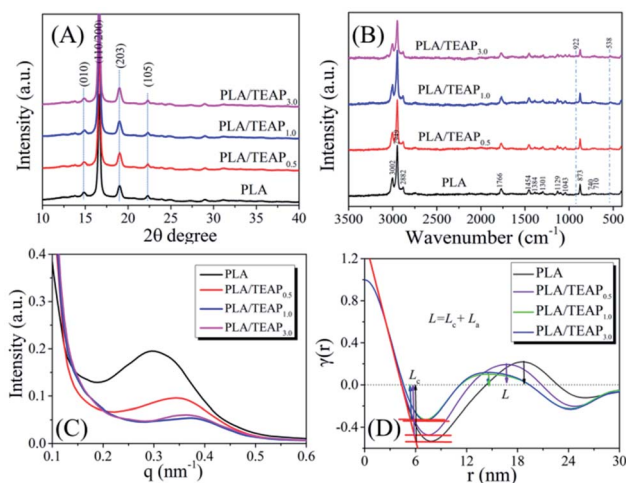 (A)
(010)
(110/200)
(203)
(105)
PLA/TEAP3.0
PLA/TEAP1.0
PLA/TEAP0.5
PLA
Intensity (a.u.)
10 15 20 25 30 35 40
2θ degree
(B)
922
538
PLA/TEAP3.0
PLA/TEAP1.0
PLA/TEAP0.5
PLA
3002
2882
1766
1454
1384
1301
1129
1043
873
740
710
Intensity (a.u.)
3500 3000 2500 2000 1500 1000 500
Wavenumber (cm-1)
0.4
0.3
0.2
0.1
0.0
PLA
PLA/TEAP0.5
PLA/TEAP1.0
PLA/TEAP3.0
(C)
Intensity (a.u.)
0.1 0.2 0.3 0.4 0.5 0.6
q (nm-1)
1.2
0.8
0.4
0.0
-0.4
PLA
PLA/TEAP0.5
PLA/TEAP1.0
PLA/TEAP3.0
L=Lc + La
Lc
L
(D)
γ(r)
0 6 12 18 24 30
r (nm)